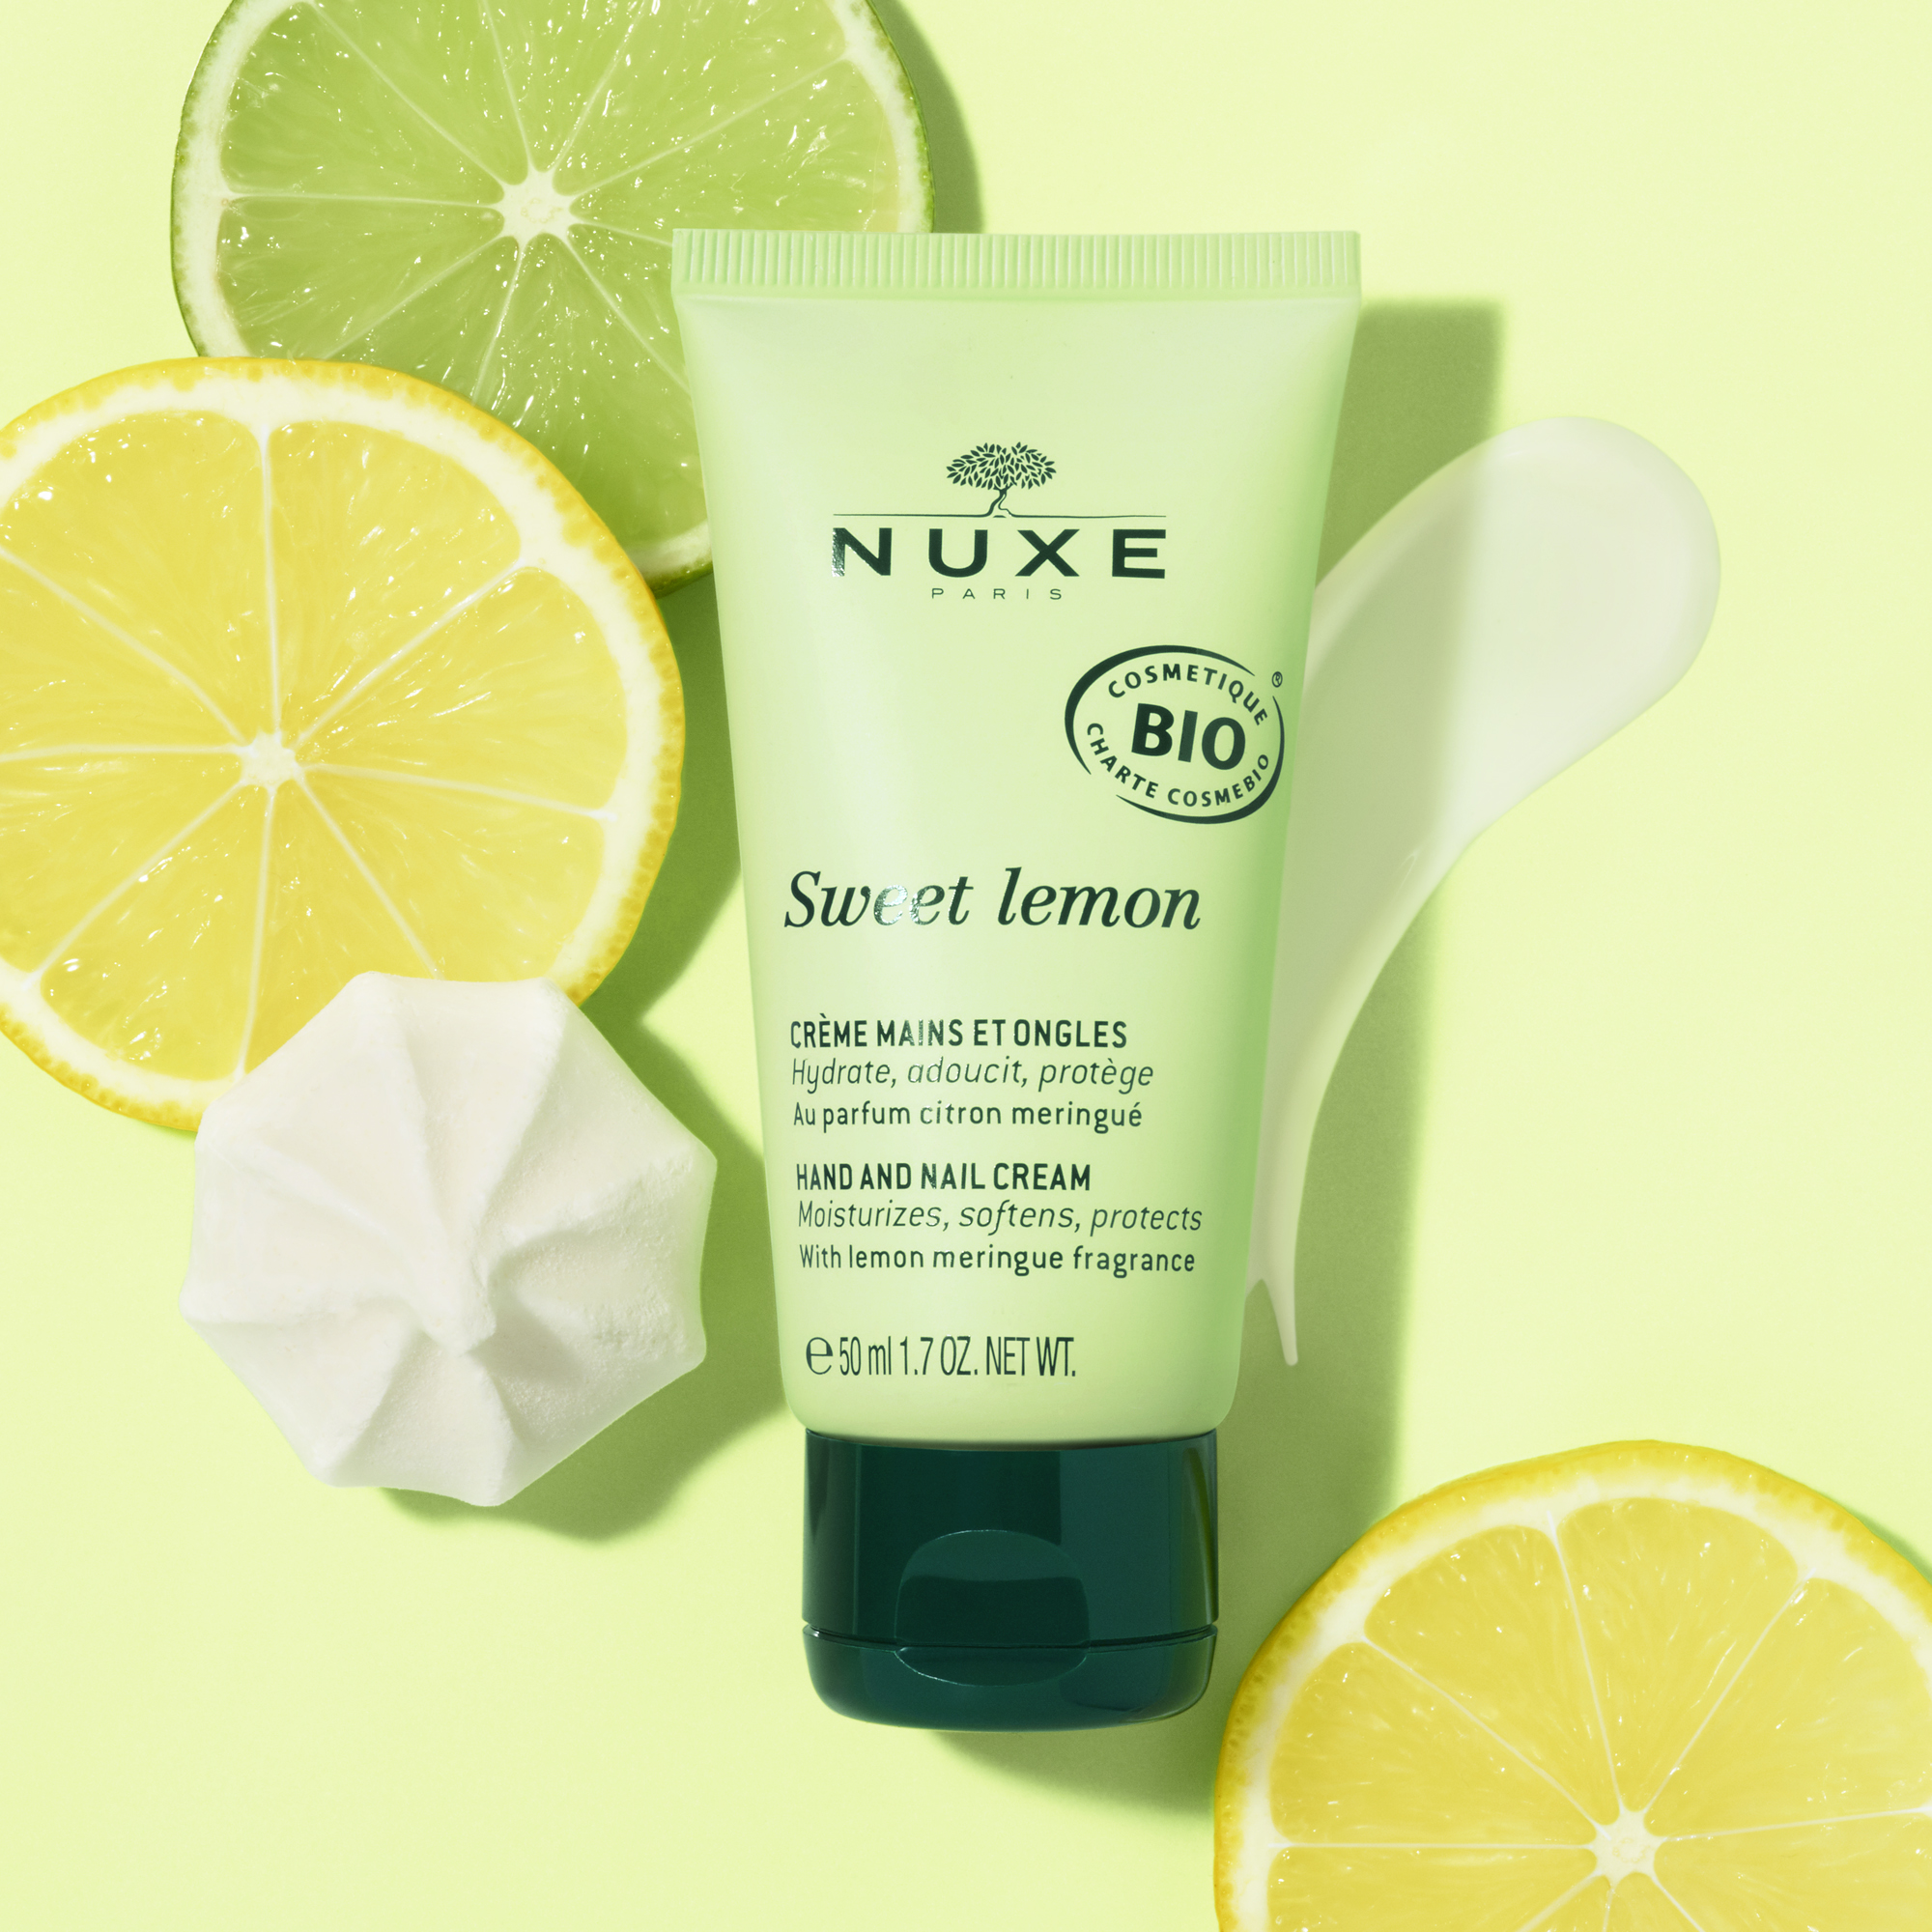 NUXE
PARIS
COSMETIQUE ®
BIO
CHARTE COSMEBIO
Sweet lemon
CRÈME MAINS ET ONGLES
Hydrate, adoucit, protège
Au parfum citron meringué
HAND AND NAIL CREAM
Moisturizes, softens, protects
With lemon meringue fragrance
℮ 50 ml 1.7 OZ. NET WT.